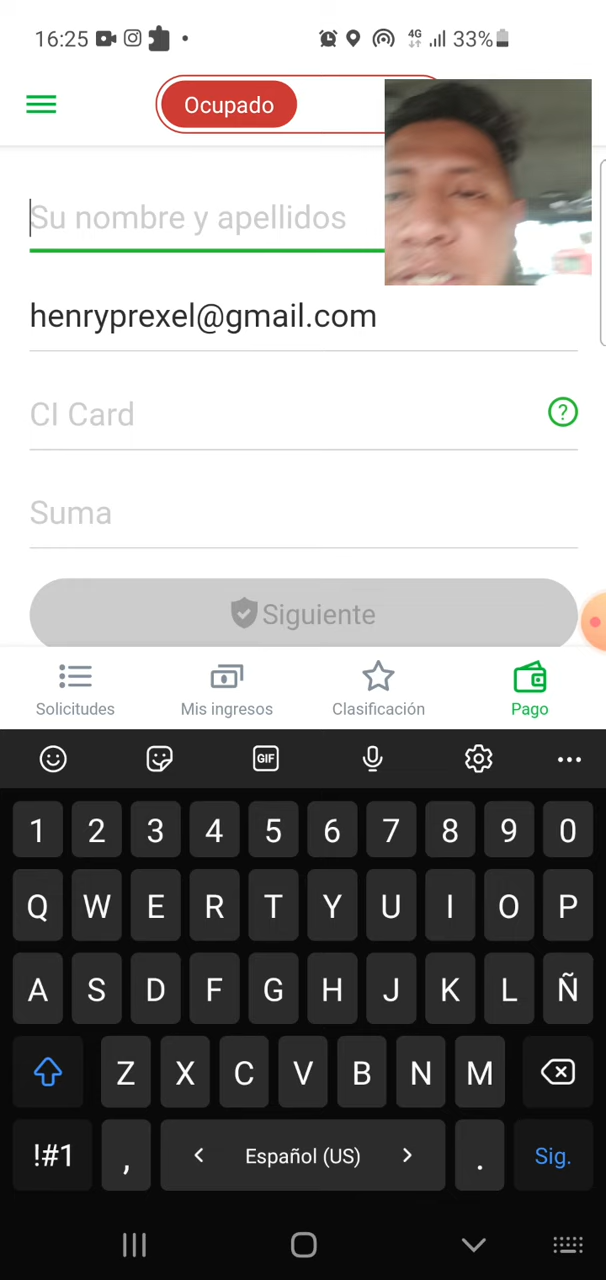 16:25 4G 33%
Ocupado
Su nombre y apellidos
henryprexel@gmail.com
CI Card ?
Suma
Siguiente
Solicitudes Mis ingresos Clasificación Pago
GIF
1 2 3 4 5 6 7 8 9 0
Q W E R T Y U I O P
A S D F G H J K L Ñ
Z X C V B N M
!#1 , < Español (US) > . Sig.